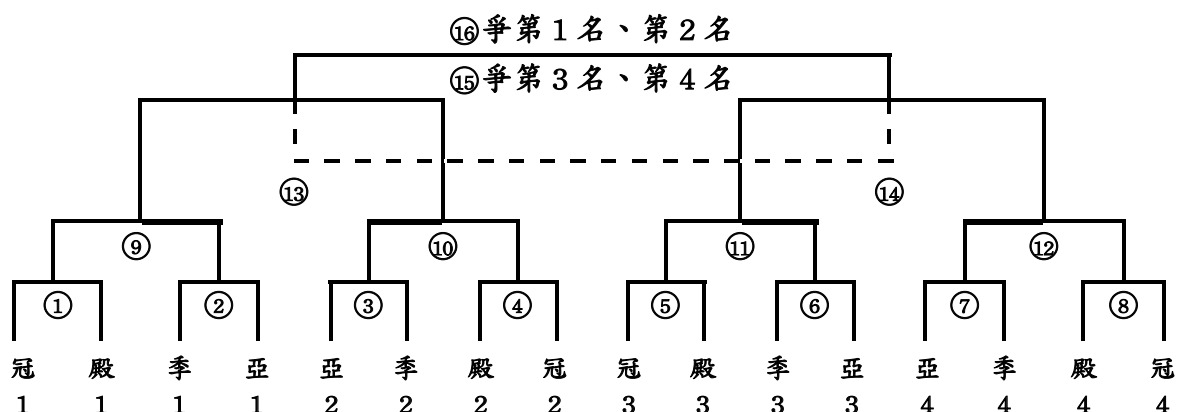 ⑯爭第1名、第2名
⑮爭第3名、第4名
⑬ ⑭
⑨ ⑩ ⑪ ⑫
① ② ③ ④ ⑤ ⑥ ⑦ ⑧
冠 殿 季 亞 亞 季 殿 冠 冠 殿 季 亞 亞 季 殿 冠
1 1 1 1 2 2 2 2 3 3 3 3 4 4 4 4